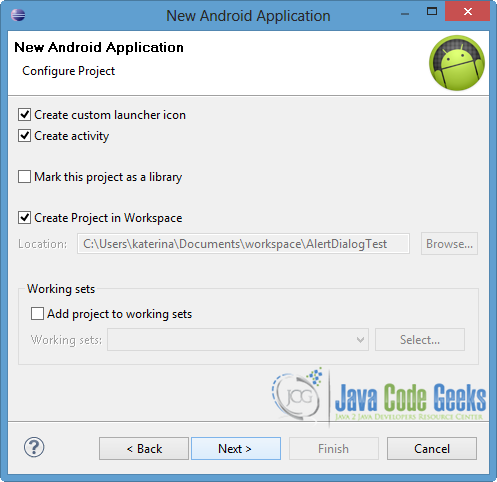 New Android Application
New Android Application
Configure Project
Create custom launcher icon
Create activity
Mark this project as a library
Create Project in Workspace
Location: C:\Users\katerina\Documents\workspace\AlertDialogTest Browse...
Working sets
Add project to working sets
Working sets: Select...
JCG Java Code Geeks
Java 2 Java Developers Resource Center
? < Back Next > Finish Cancel